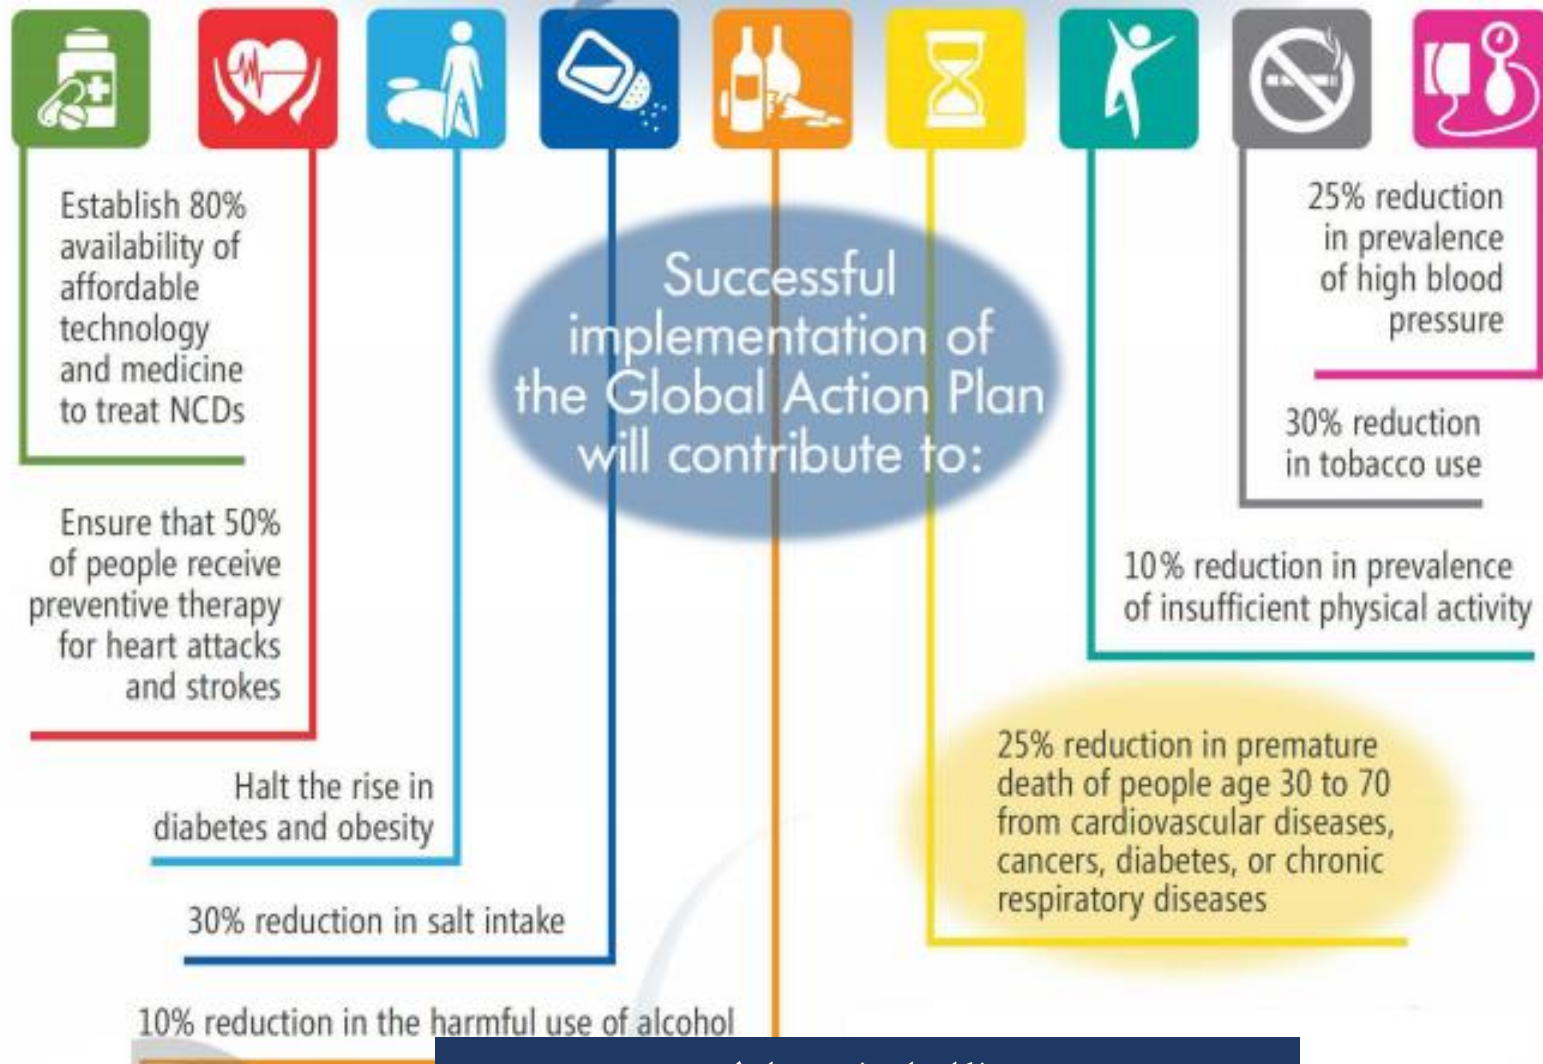 Establish 80%
availability of
affordable
technology
and medicine
to treat NCDs
Ensure that 50%
of people receive
preventive therapy
for heart attacks
and strokes
Halt the rise in
diabetes and obesity
30% reduction in salt intake
10% reduction in the harmful use of alcohol
Successful
implementation of
the Global Action Plan
will contribute to:
25% reduction in premature
death of people age 30 to 70
from cardiovascular diseases,
cancers, diabetes, or chronic
respiratory diseases
10% reduction in prevalence
of insufficient physical activity
30% reduction
in tobacco use
25% reduction
in prevalence
of high blood
pressure